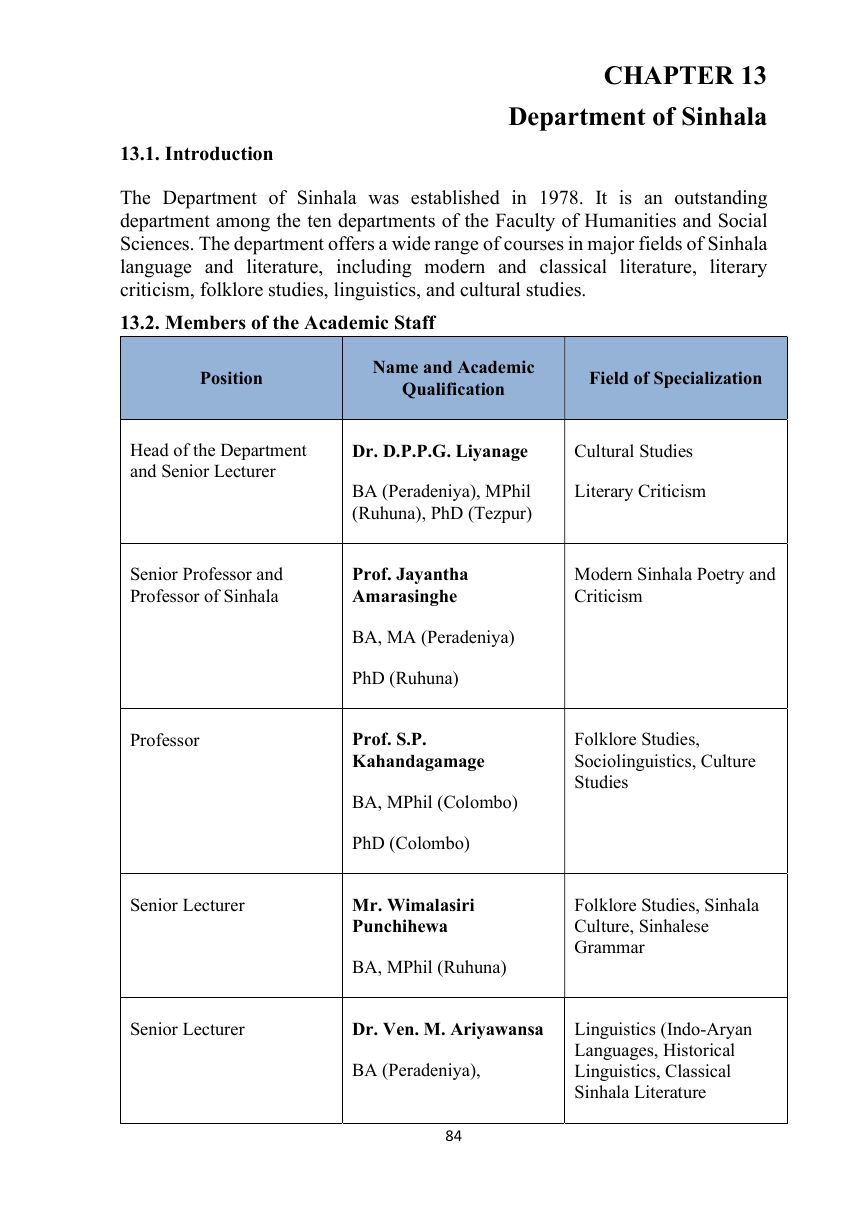 CHAPTER 13
Department of Sinhala
13.1. Introduction
The Department of Sinhala was established in 1978. It is an outstanding
department among the ten departments of the Faculty of Humanities and Social
Sciences. The department offers a wide range of courses in major fields of Sinhala
language and literature, including modern and classical literature, literary
criticism, folklore studies, linguistics, and cultural studies.
13.2. Members of the Academic Staff
Position
Name and Academic
Qualification
Field of Specialization
Head of the Department
and Senior Lecturer
Dr. D.P.P.G. Liyanage
BA (Peradeniya), MPhil
(Ruhuna), PhD (Tezpur)
Cultural Studies
Literary Criticism
Senior Professor and
Professor of Sinhala
Prof. Jayantha
Amarasinghe
BA, MA (Peradeniya)
PhD (Ruhuna)
Modern Sinhala Poetry and
Criticism
Professor
Prof. S.P.
Kahandagamage
BA, MPhil (Colombo)
PhD (Colombo)
Folklore Studies,
Sociolinguistics, Culture
Studies
Senior Lecturer
Mr. Wimalasiri
Punchihewa
BA, MPhil (Ruhuna)
Folklore Studies, Sinhala
Culture, Sinhalese
Grammar
Senior Lecturer
Dr. Ven. M. Ariyawansa
BA (Peradeniya),
Linguistics (Indo-Aryan
Languages, Historical
Linguistics, Classical
Sinhala Literature
84